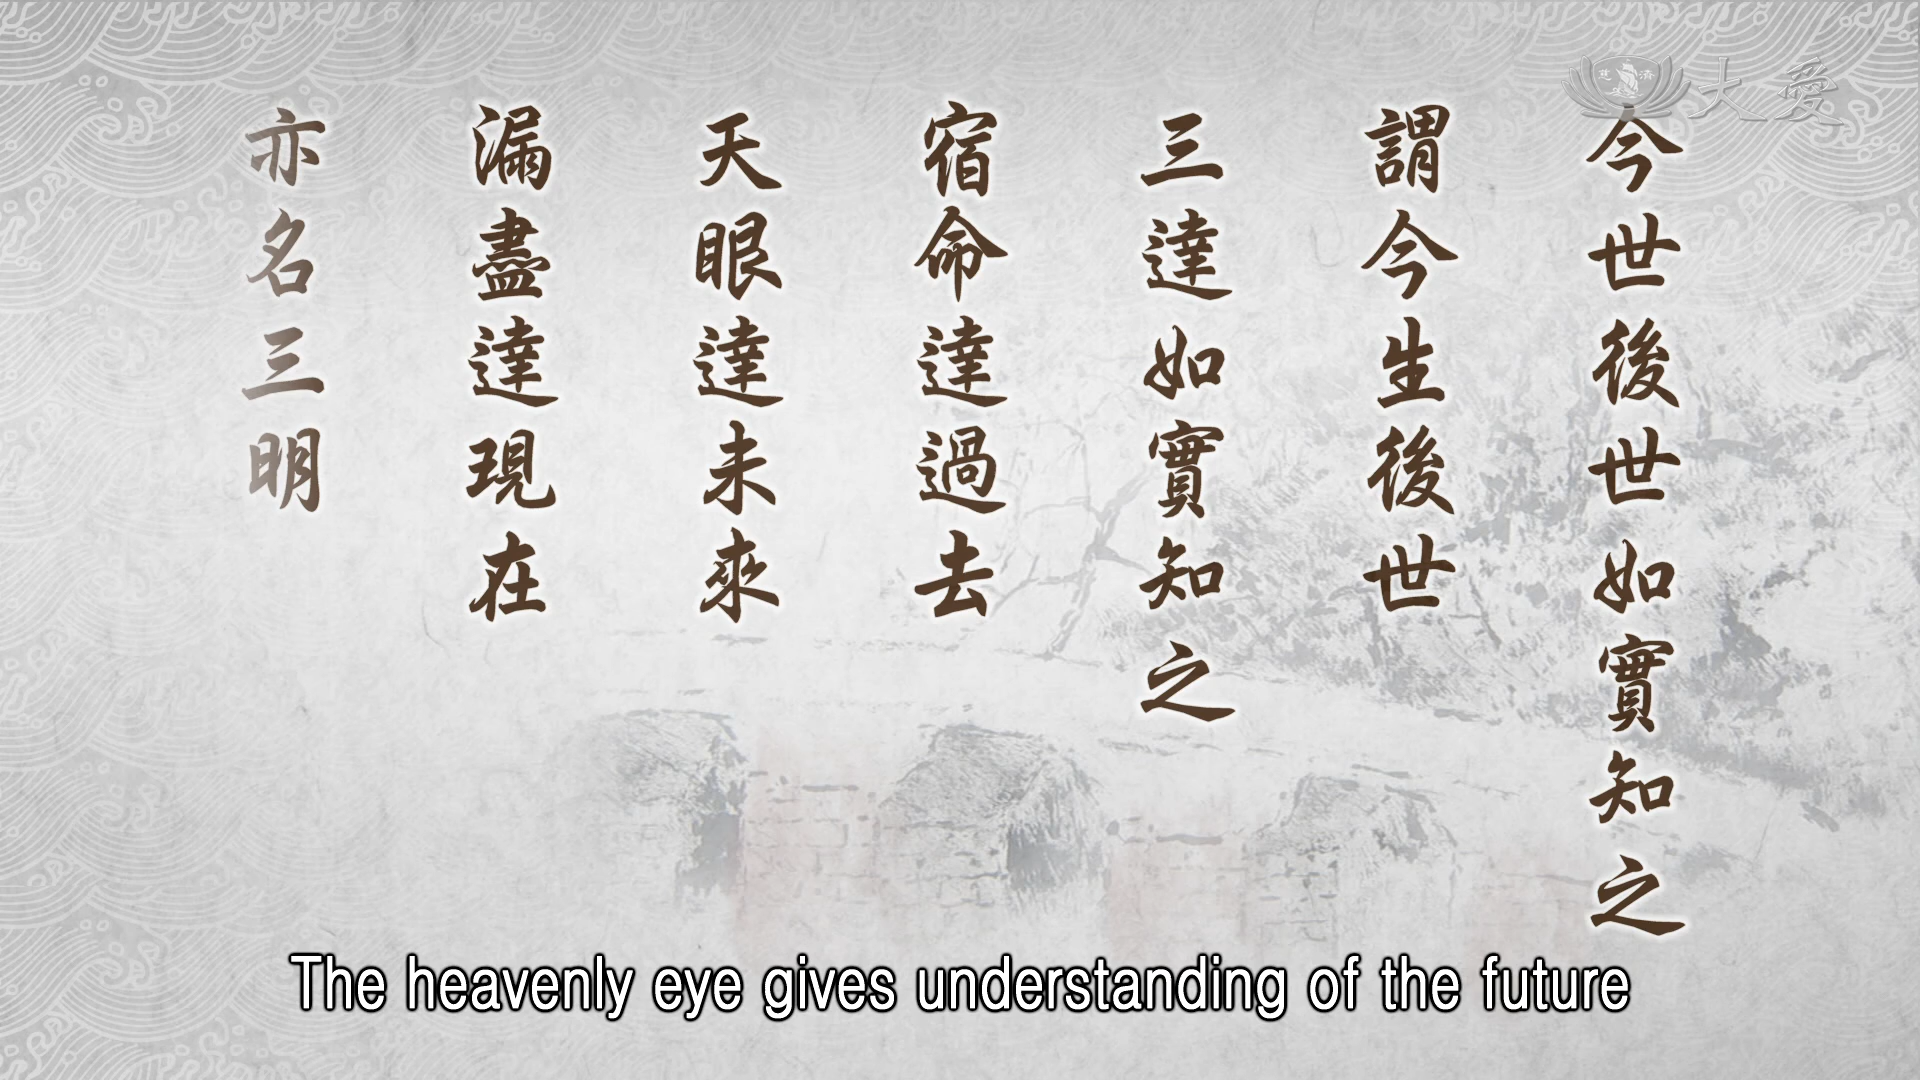 慈濟
大愛
今世後世如實知之
謂今生後世
三達如實知之
宿命達過去
天眼達未來
漏盡達現在
亦名三明
The heavenly eye gives understanding of the future